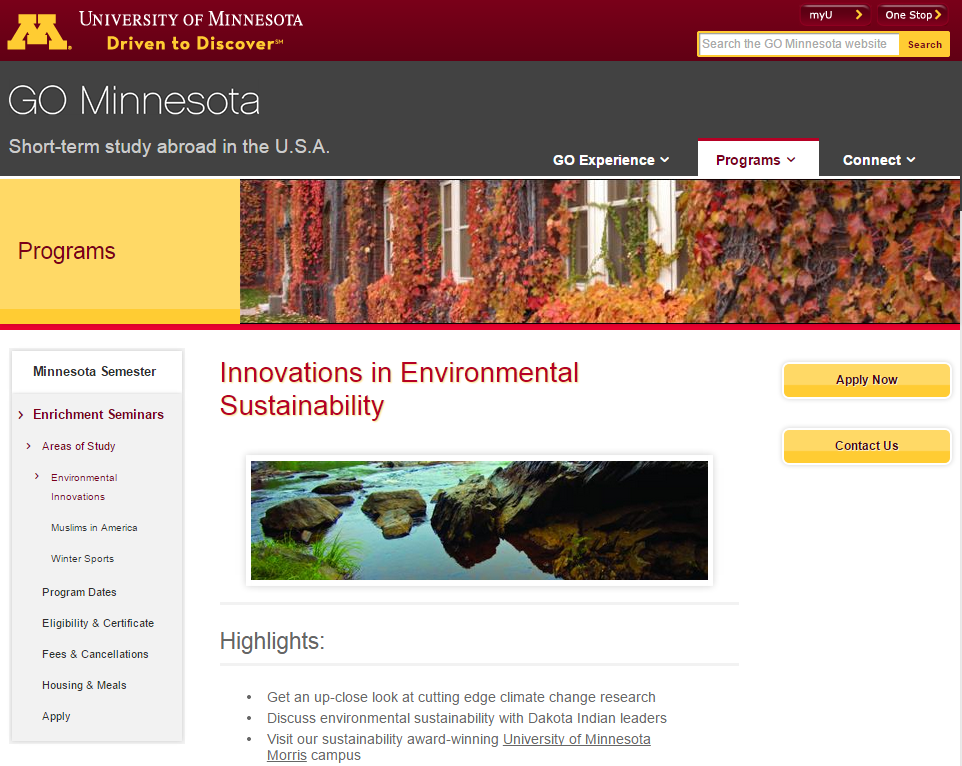 University of Minnesota
Driven to Discover℠
myU
One Stop
Search the GO Minnesota website
Search
GO Minnesota
Short-term study abroad in the U.S.A.
GO Experience
Programs
Connect
Programs
Minnesota Semester
Enrichment Seminars
Areas of Study
Environmental
Innovations
Muslims in America
Winter Sports
Program Dates
Eligibility & Certificate
Fees & Cancellations
Housing & Meals
Apply
Innovations in Environmental
Sustainability
Highlights:
• Get an up-close look at cutting edge climate change research
• Discuss environmental sustainability with Dakota Indian leaders
• Visit our sustainability award-winning University of Minnesota
Morris campus
Apply Now
Contact Us